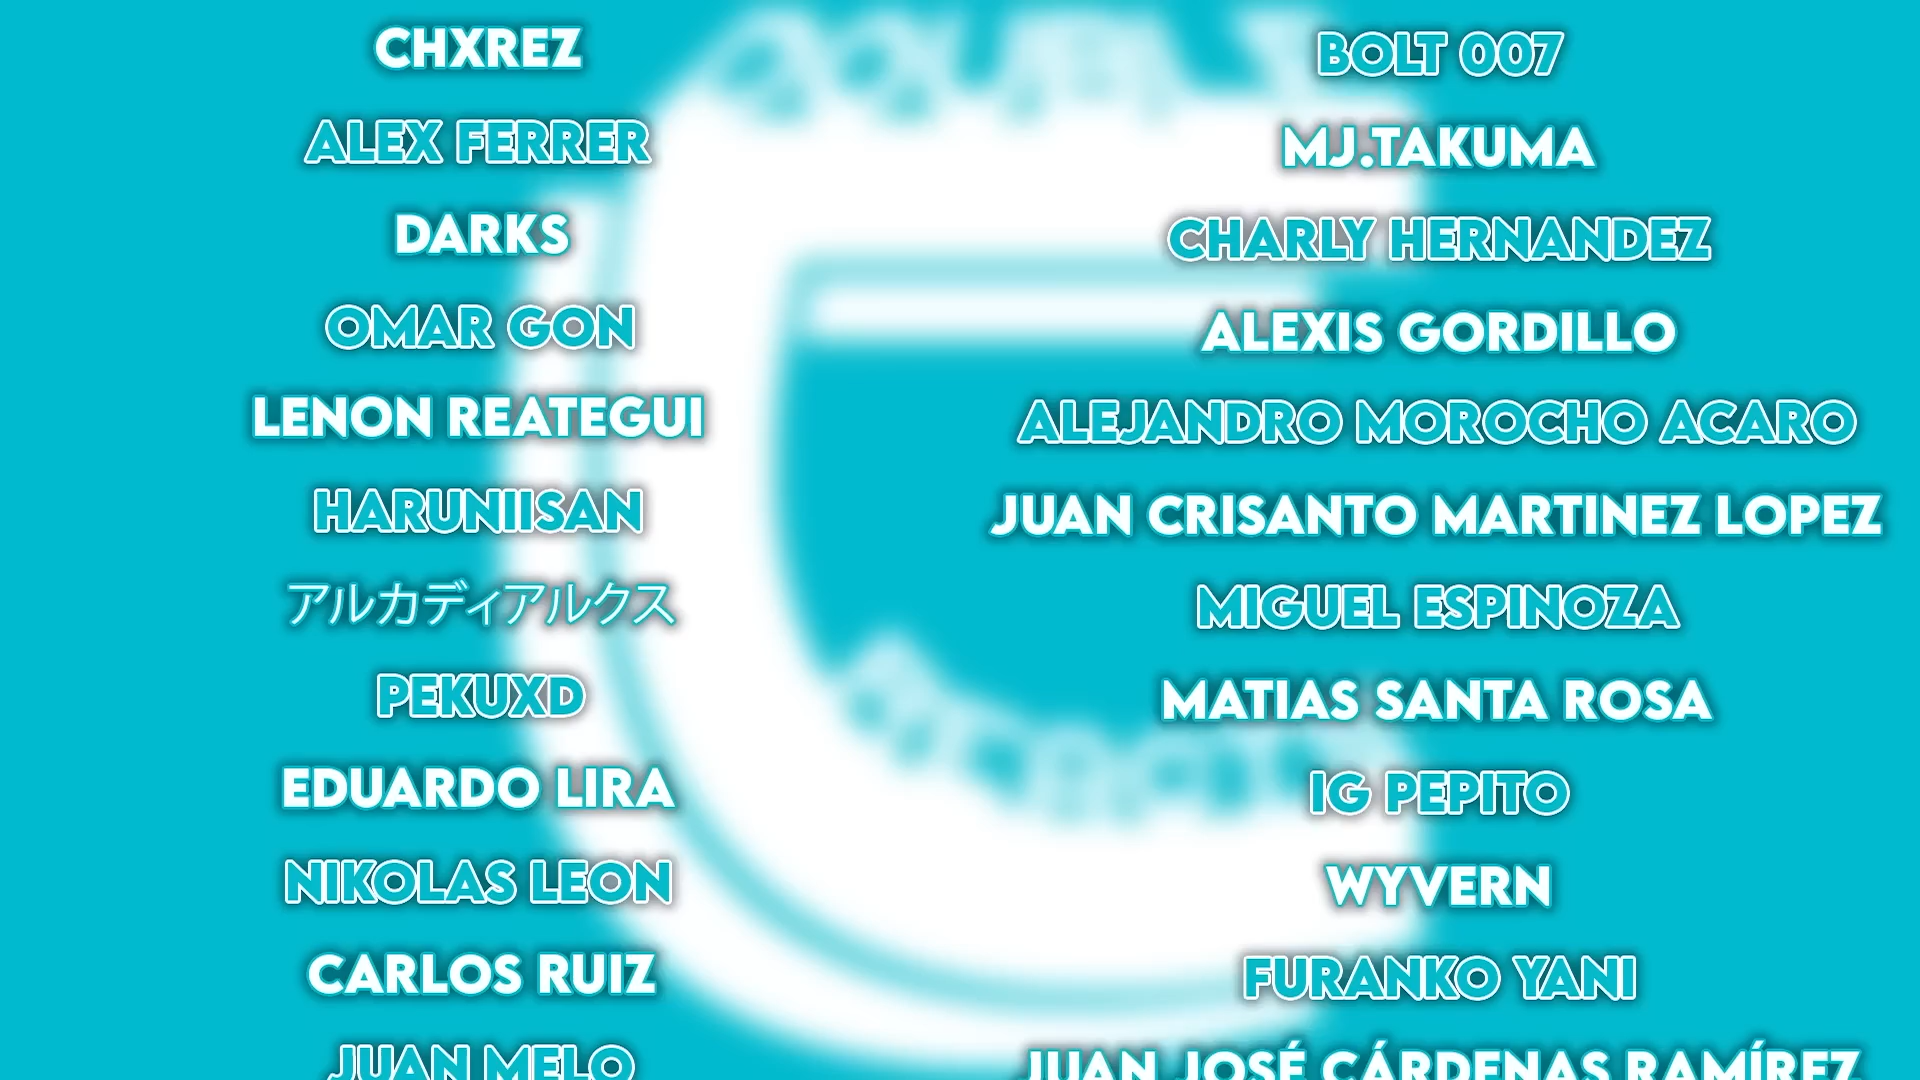 CHXREZ
ALEX FERRER
DARKS
OMAR GON
LENON REATEGUI
HARUNIISAN
アルカディアルクス
PEKUXD
EDUARDO LIRA
NIKOLAS LEON
CARLOS RUIZ
JUAN MELO
BOLT 007
MJ.TAKUMA
CHARLY HERNANDEZ
ALEXIS GORDILLO
ALEJANDRO MOROCHO ACARO
JUAN CRISANTO MARTINEZ LOPEZ
MIGUEL ESPINOZA
MATIAS SANTA ROSA
IG PEPITO
WYVERN
FURANKO YANI
JUAN JOSÉ CÁRDENAS RAMÍREZ